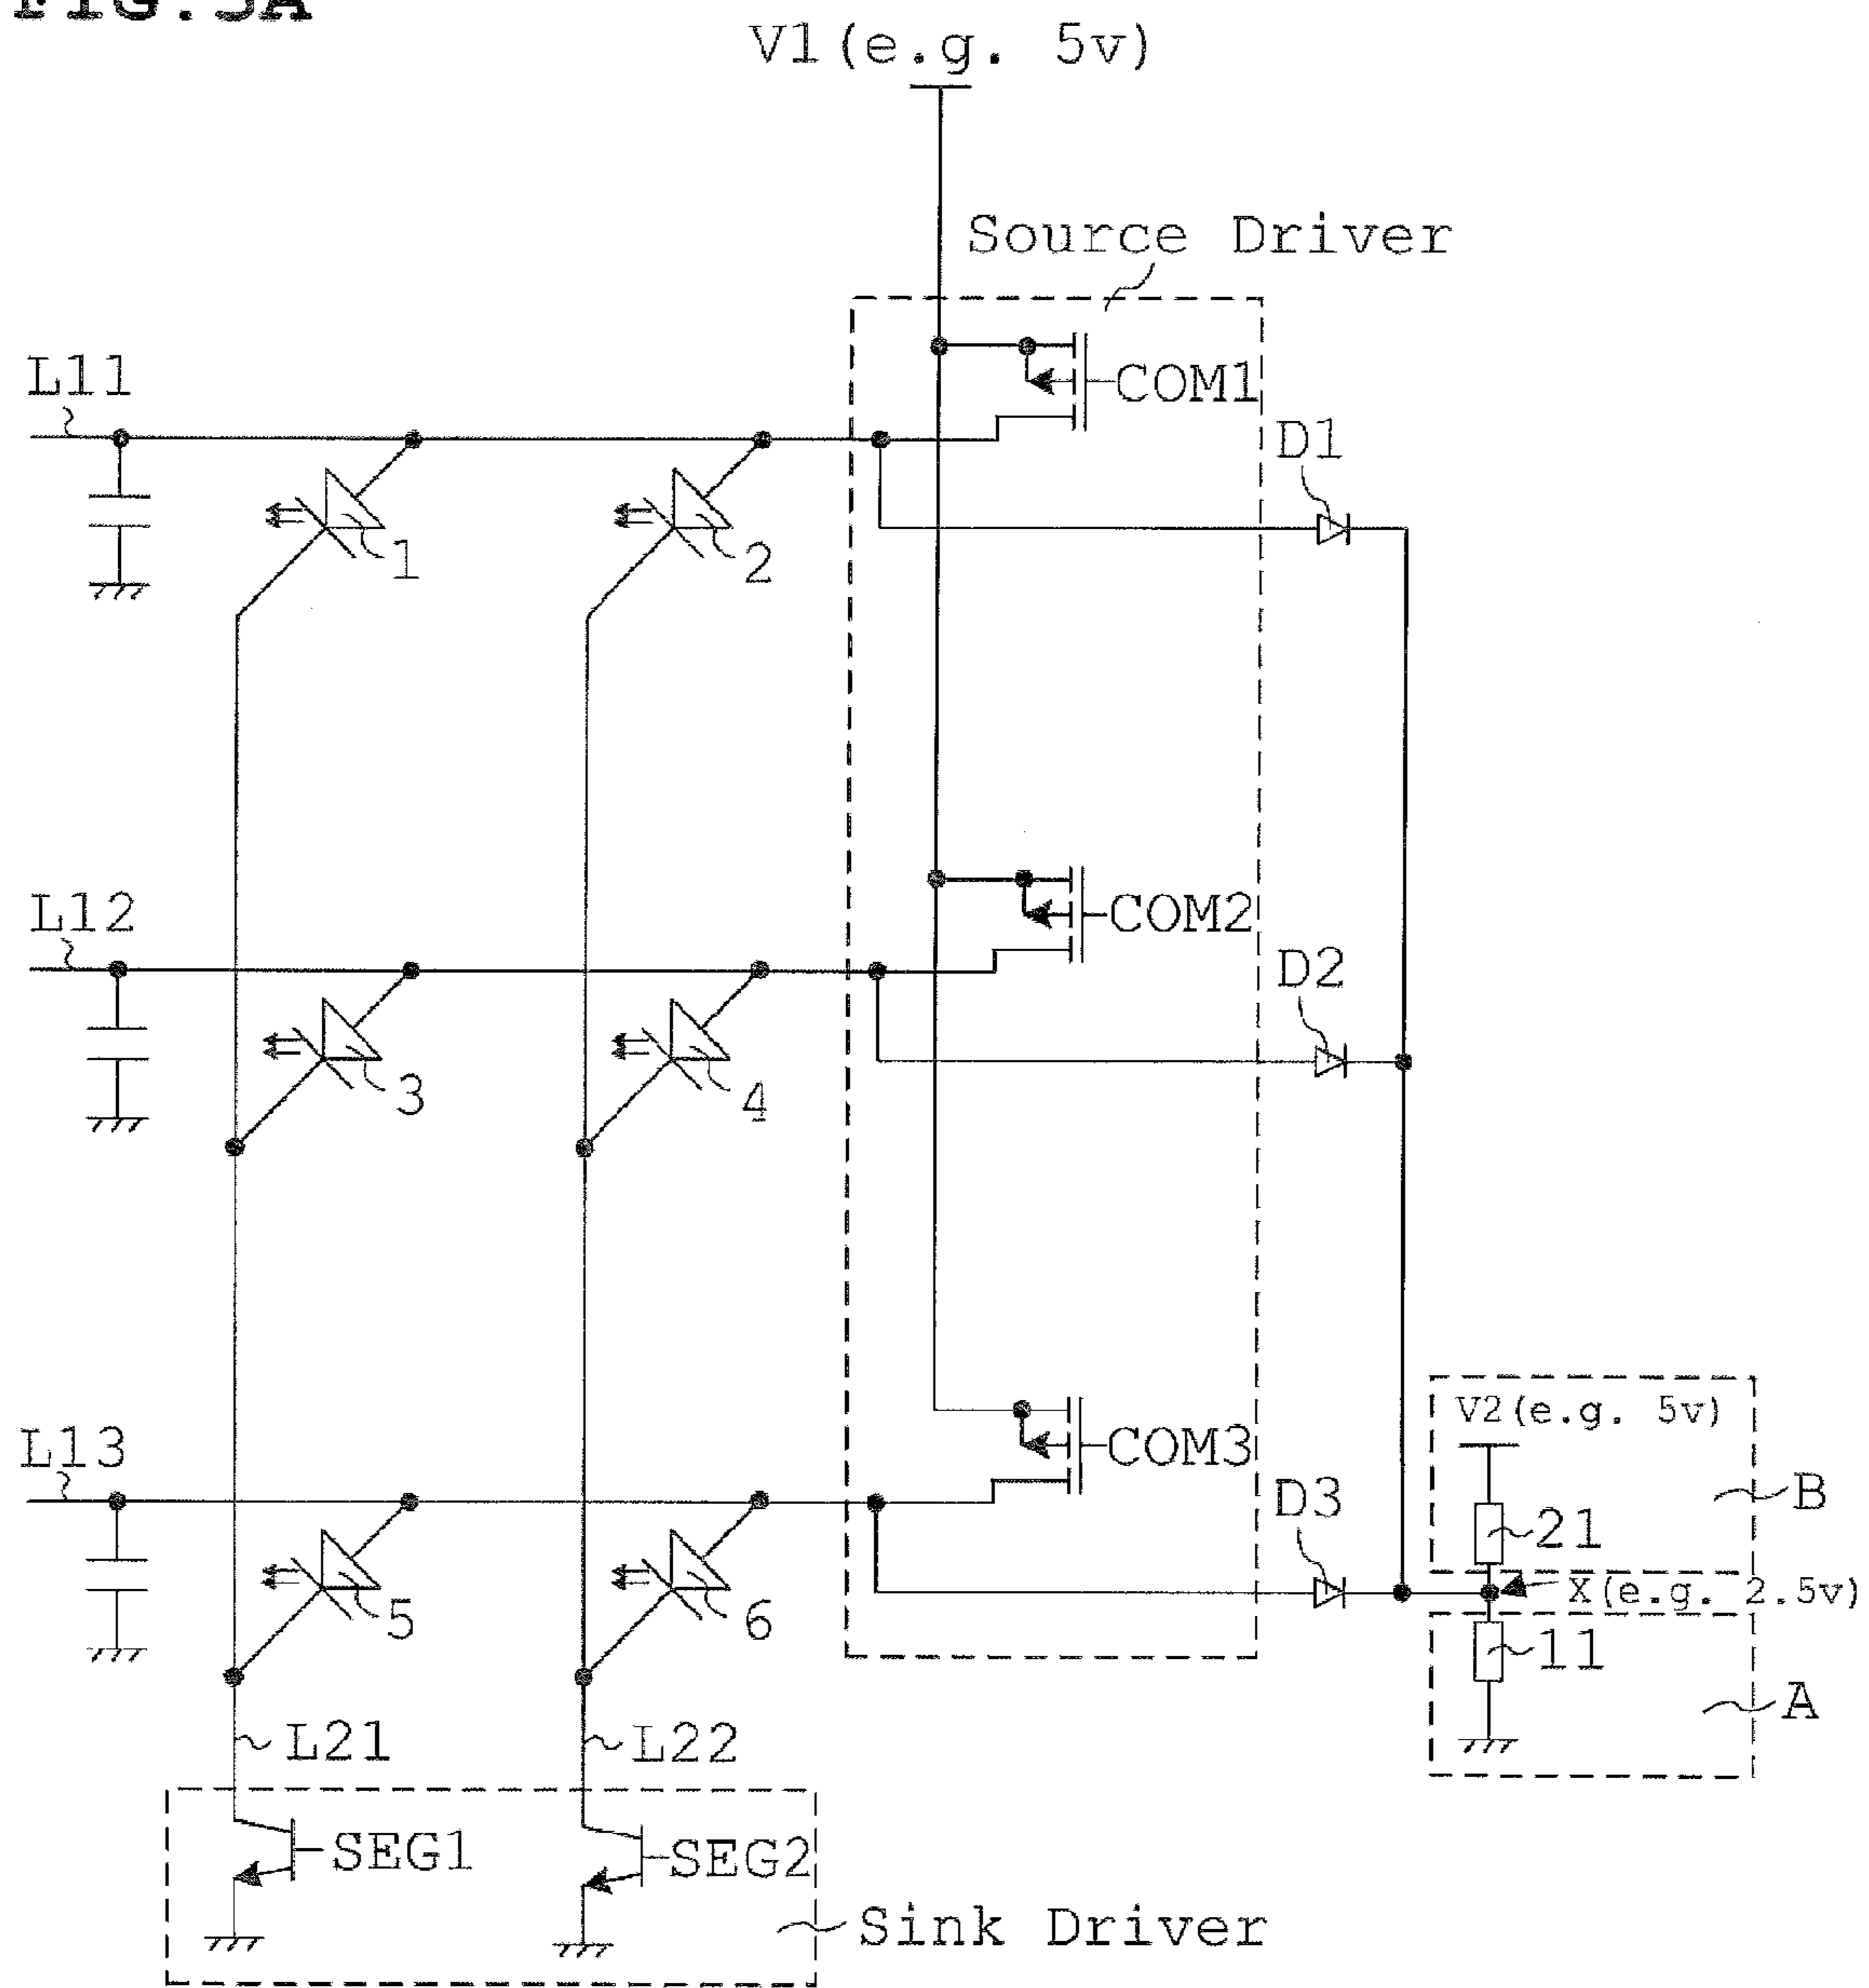 V1(e.g. 5v)
Source Driver
L11
COM1
D1
1
2
L12
COM2
D2
3
4
L13
COM3
V2(e.g. 5v)
B
D3
21
X(e.g. 2.5v)
5
6
11
A
L21
L22
SEG1
SEG2
Sink Driver